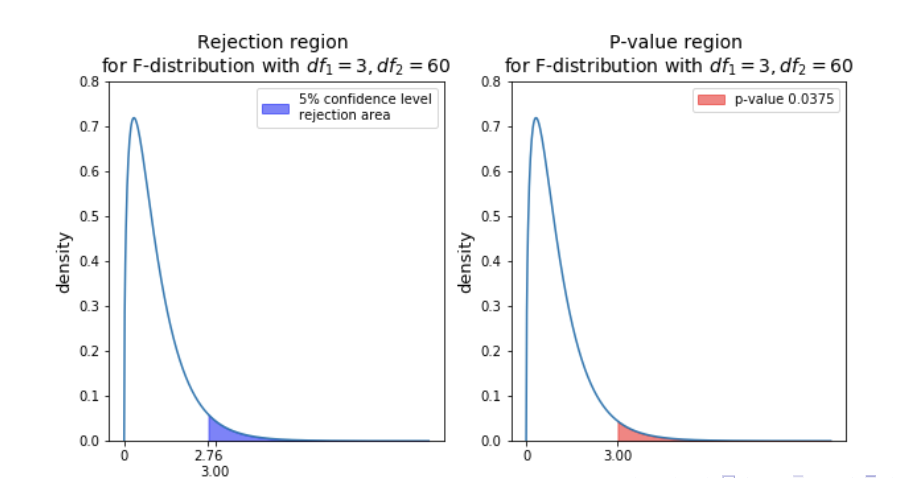 Rejection region
for F-distribution with df₁ = 3, df₂ = 60
0.8
0.7
0.6
0.5
0.4
0.3
0.2
0.1
0.0
density
5% confidence level
rejection area
0
2.76
3.00
P-value region
for F-distribution with df₁ = 3, df₂ = 60
0.8
0.7
0.6
0.5
0.4
0.3
0.2
0.1
0.0
density
p-value 0.0375
0
3.00